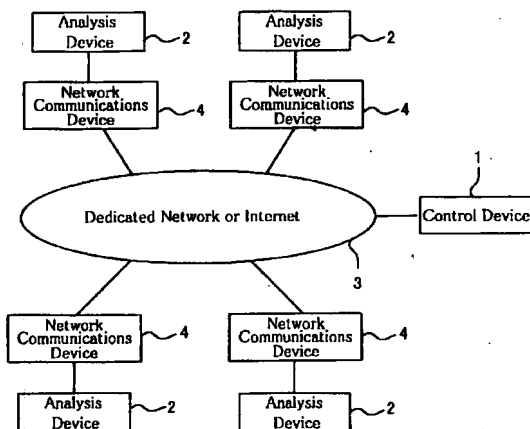 Analysis
Device
2
Analysis
Device
2
Network
Communications
Device
4
Network
Communications
Device
4
1
Dedicated Network or Internet
Control Device
3
Network
Communications
Device
4
Network
Communications
Device
4
Analysis
Device
2
Analysis
Device
2